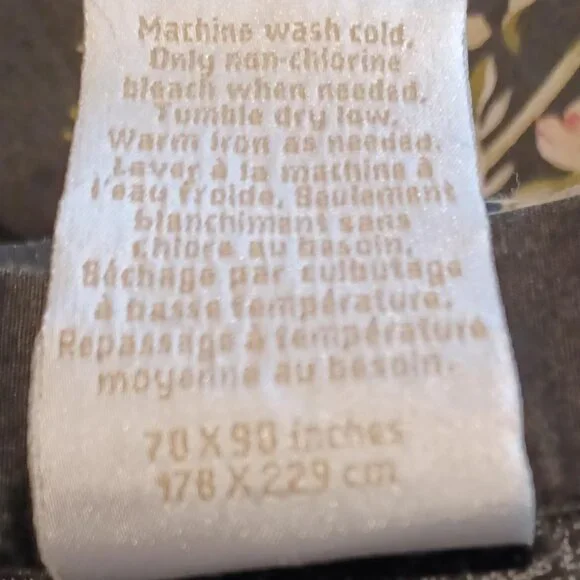 Machine wash cold.
Only non-chlorine
bleach when needed.
Tumble dry low.
Warm iron as needed.
Laver à la machine à
l'eau froide. Seulement
blanchiment sans
chlore au besoin.
Séchage par culbutage
à basse température.
Repassage à température
moyenne au besoin.
70 X 90 inches
178 X 229 cm